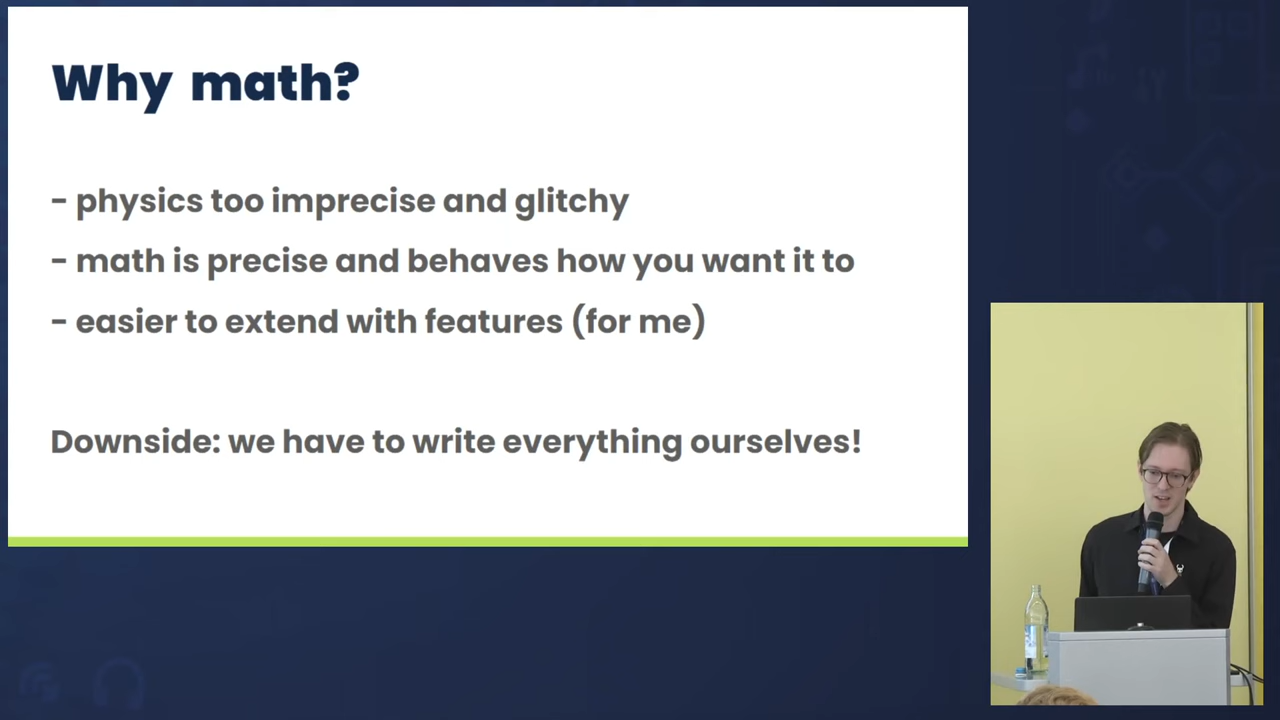 Why math?
- physics too imprecise and glitchy
- math is precise and behaves how you want it to
- easier to extend with features (for me)
Downside: we have to write everything ourselves!